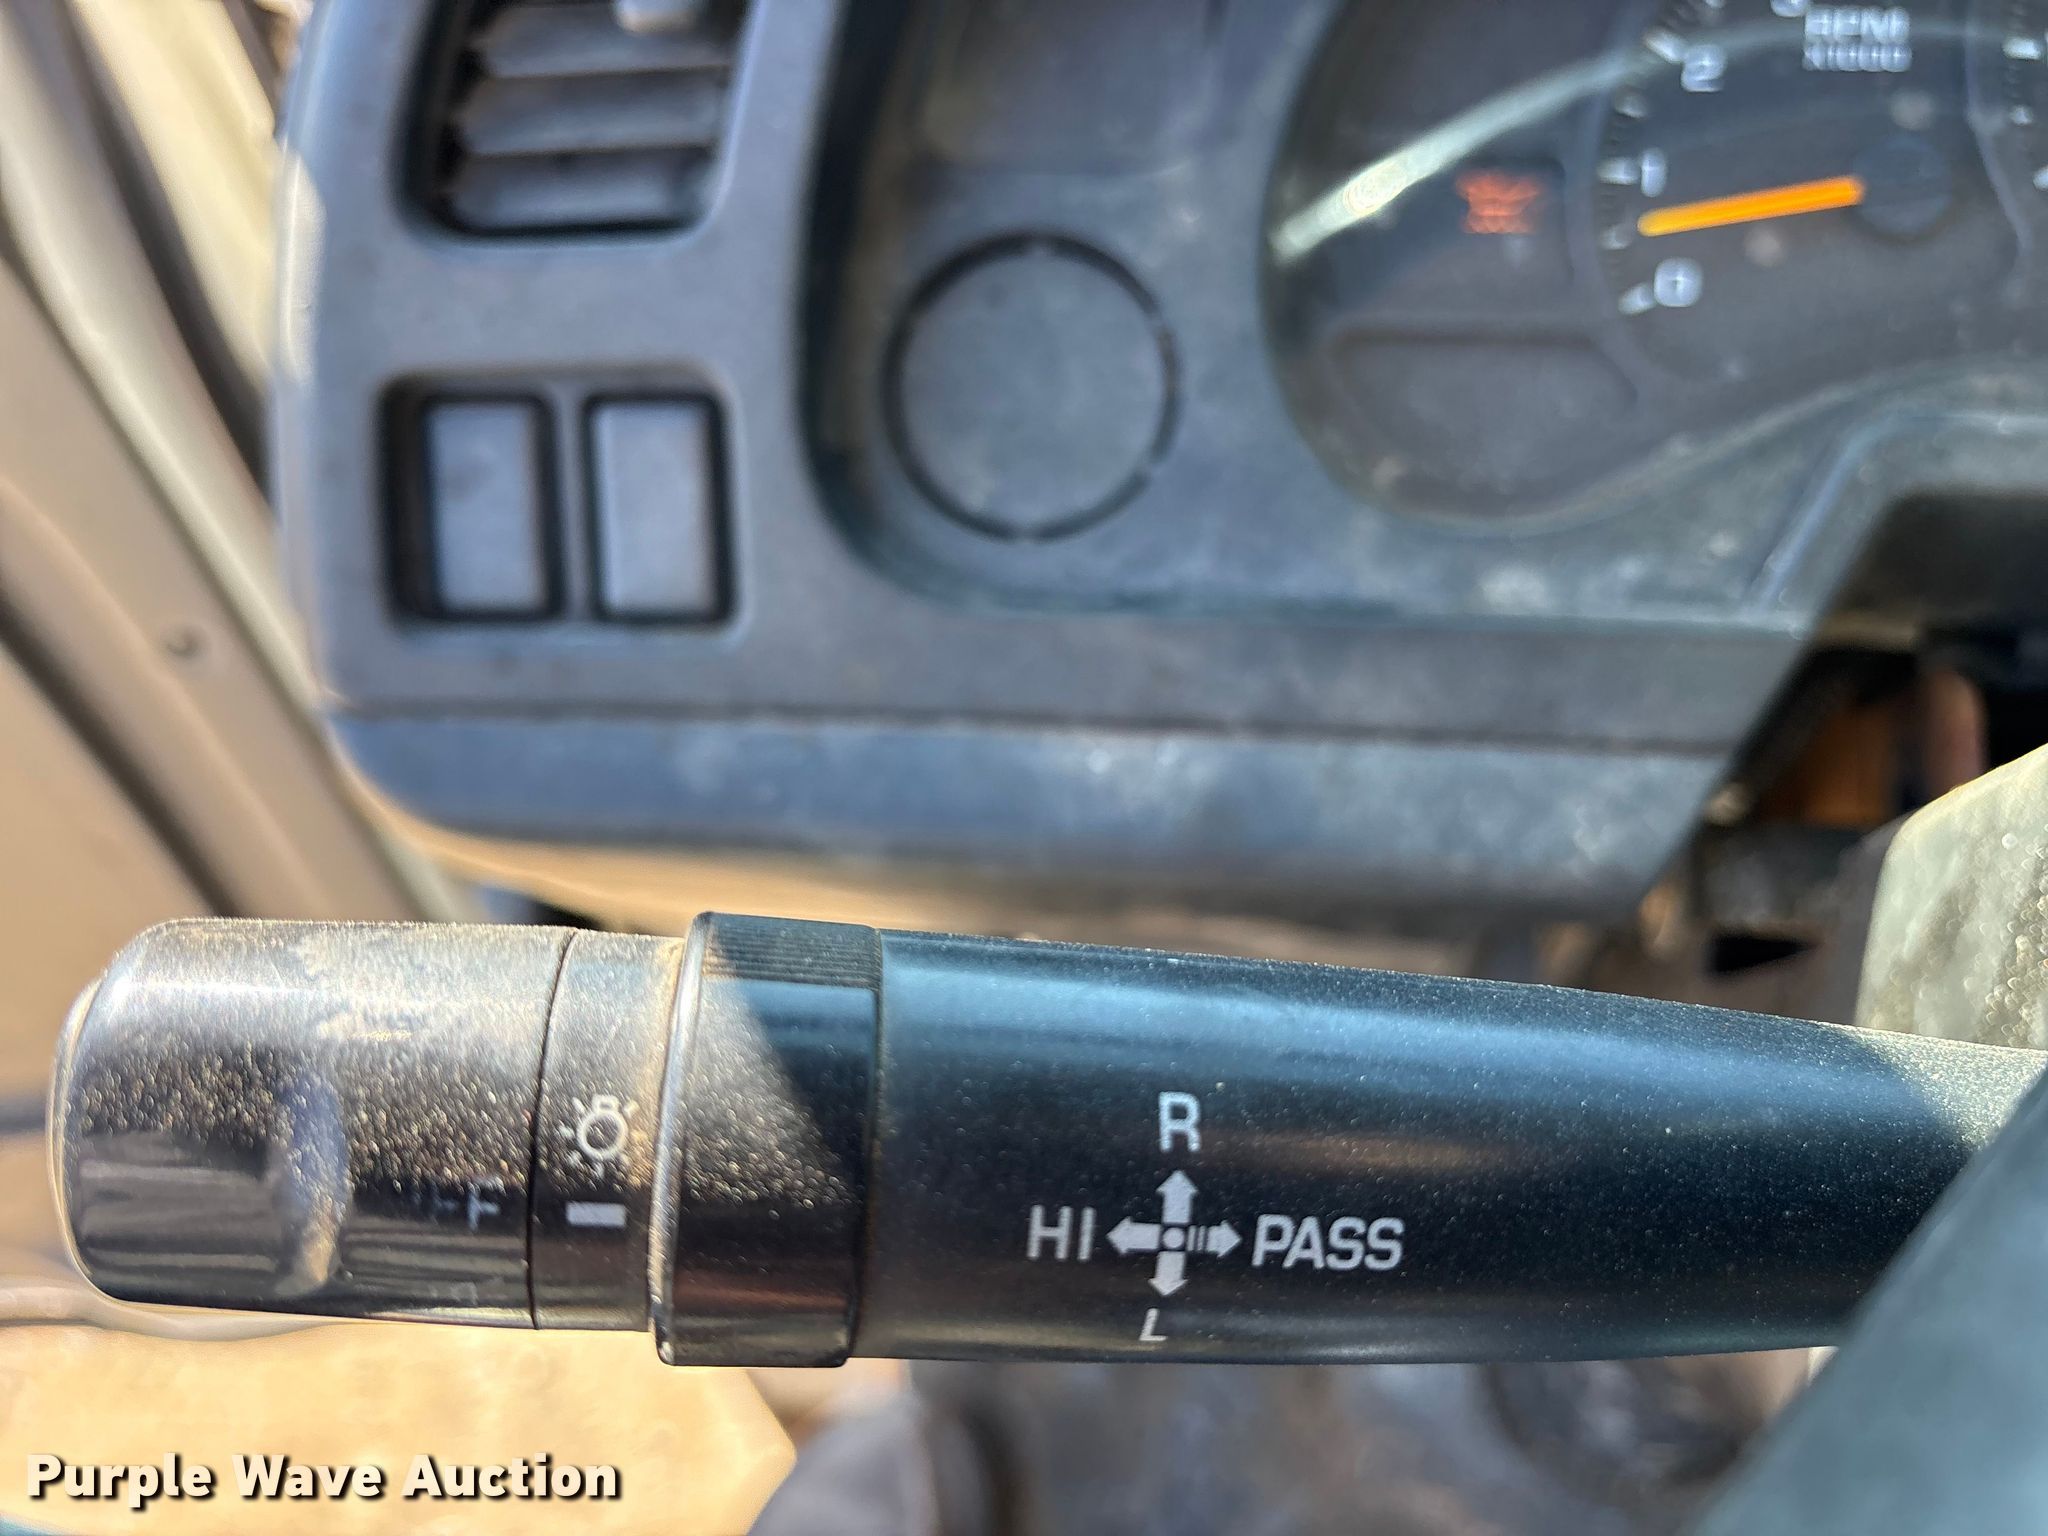 RPM
X1000
2
1
0
R
HI PASS
L
Purple Wave Auction